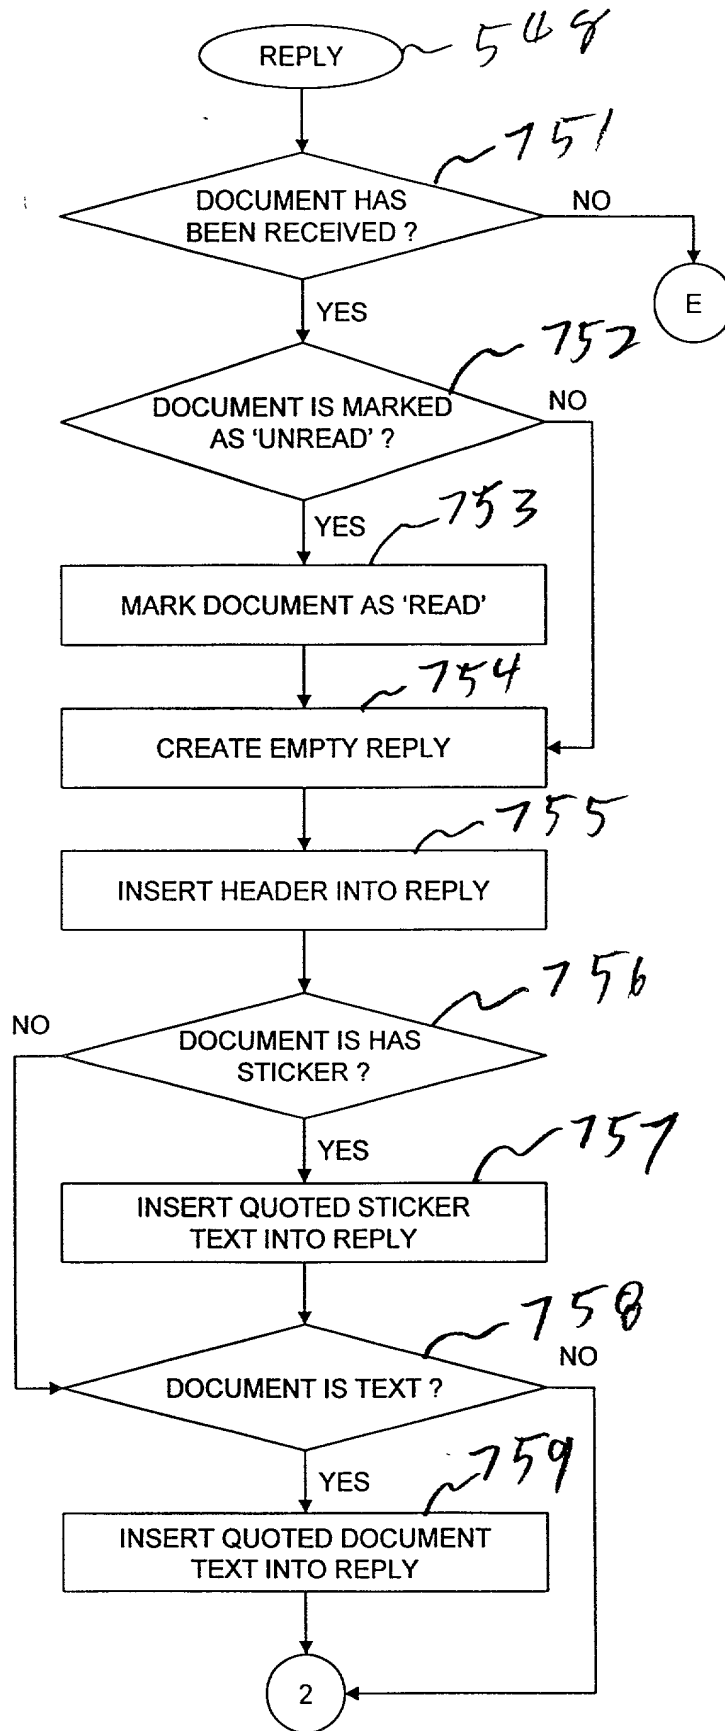 REPLY
548
751
DOCUMENT HAS
BEEN RECEIVED ?
NO
E
YES
752
DOCUMENT IS MARKED
AS ‘UNREAD’ ?
NO
YES
753
MARK DOCUMENT AS ‘READ’
754
CREATE EMPTY REPLY
755
INSERT HEADER INTO REPLY
756
NO
DOCUMENT IS HAS
STICKER ?
YES
757
INSERT QUOTED STICKER
TEXT INTO REPLY
758
NO
DOCUMENT IS TEXT ?
YES
759
INSERT QUOTED DOCUMENT
TEXT INTO REPLY
2